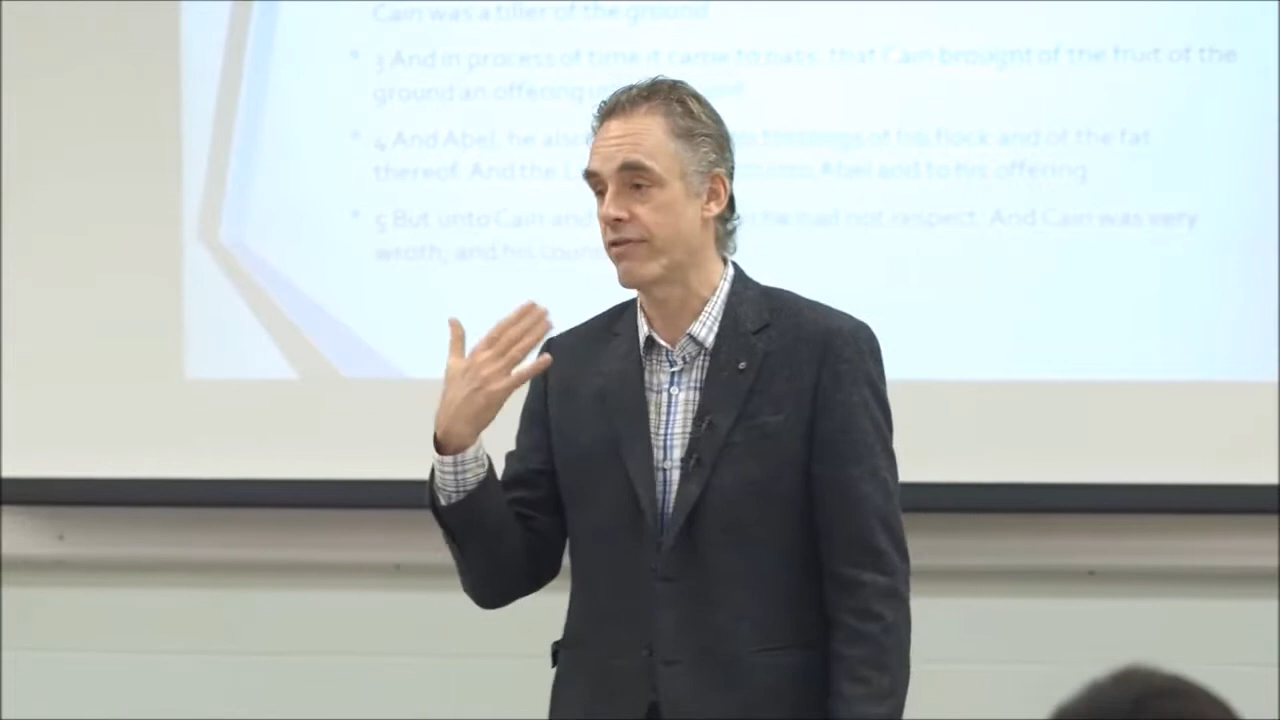 Cain was a tiller of the ground
3 And in process of time it came to pass, that Cain brought of the fruit of the
ground an offering
4 And Abel, he also firstlings of his flock and of the fat
thereof. And the Abel and to his offering
5 But unto Cain and he had not respect. And Cain was very
wroth, and his